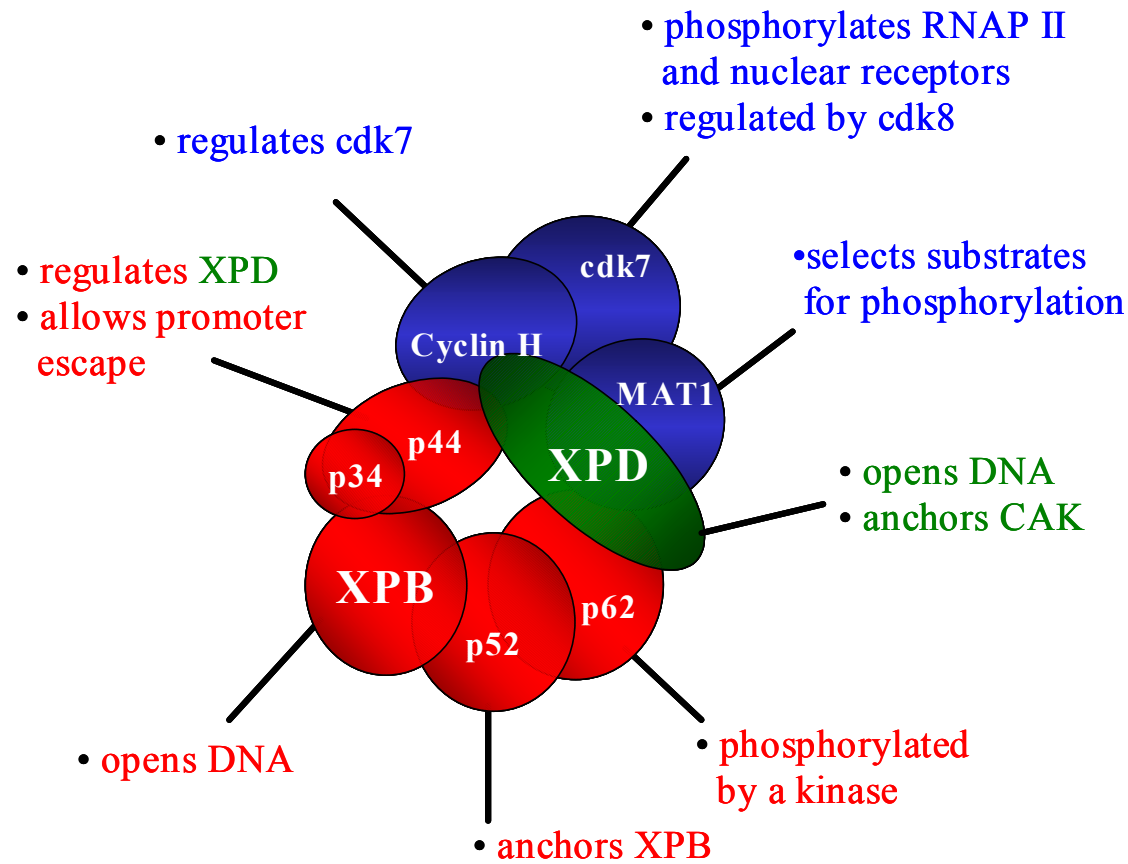 • phosphorylates RNAP II
and nuclear receptors
• regulated by cdk8
• regulates cdk7
• regulates XPD
• allows promoter
escape
•selects substrates
for phosphorylation
cdk7
Cyclin H
MAT1
p44
p34
XPD
• opens DNA
• anchors CAK
XPB
p62
p52
• opens DNA
• phosphorylated
by a kinase
• anchors XPB